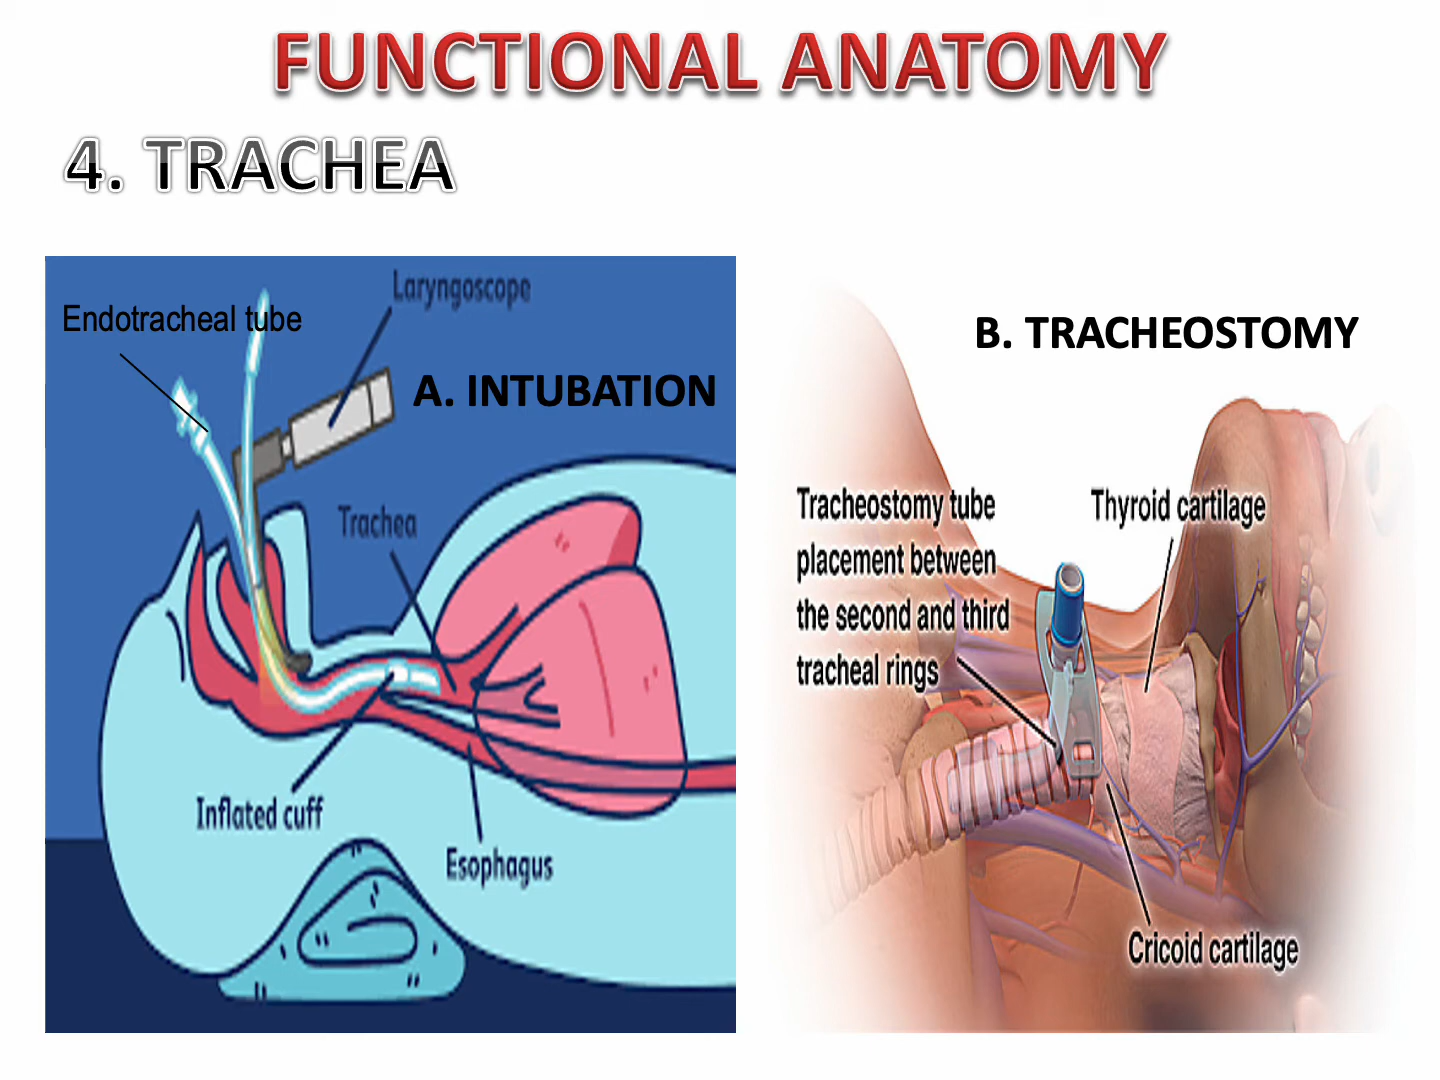 FUNCTIONAL ANATOMY
4. TRACHEA
Laryngoscope
Endotracheal tube
A. INTUBATION
Trachea
Inflated cuff
Esophagus
B. TRACHEOSTOMY
Tracheostomy tube
placement between
the second and third
tracheal rings
Thyroid cartilage
Cricoid cartilage